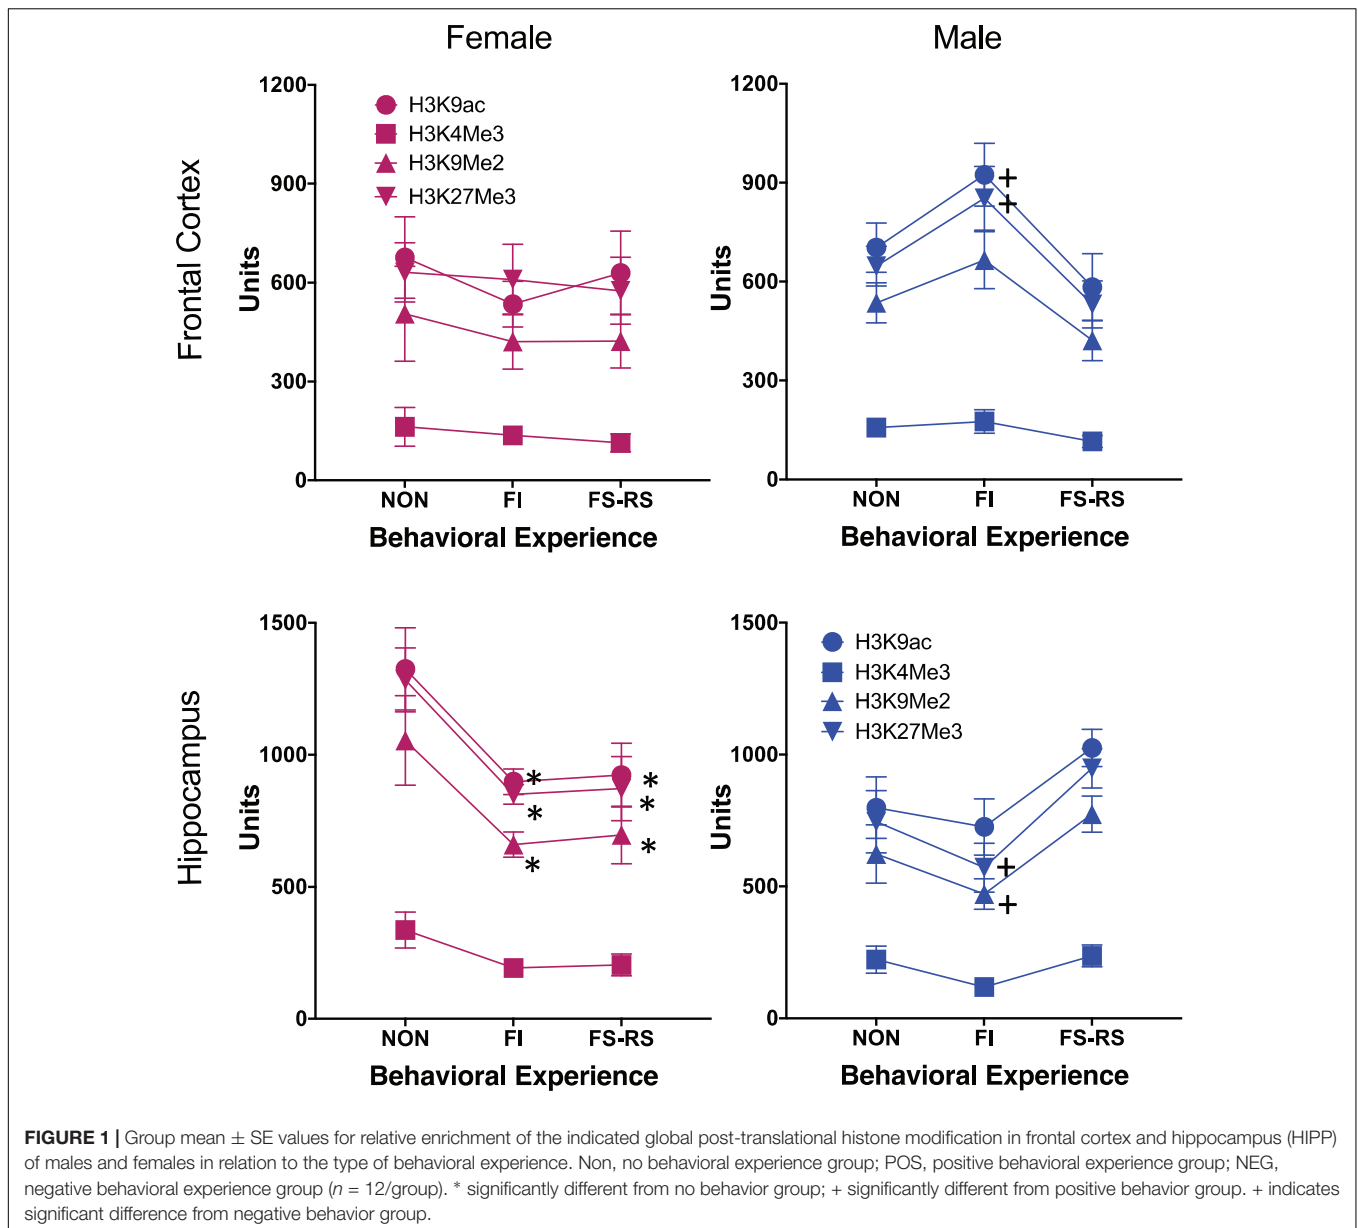 Female
Male
Frontal Cortex
1200
900
600
300
0
Units
H3K9ac
H3K4Me3
H3K9Me2
H3K27Me3
NON FI FS-RS
Behavioral Experience
1200
900
600
300
0
Units
+
+
NON FI FS-RS
Behavioral Experience
Hippocampus
1500
1000
500
0
Units
* *
* *
* *
NON FI FS-RS
Behavioral Experience
1500
1000
500
0
Units
H3K9ac
H3K4Me3
H3K9Me2
H3K27Me3
+
+
NON FI FS-RS
Behavioral Experience
FIGURE 1 | Group mean ± SE values for relative enrichment of the indicated global post-translational histone modification in frontal cortex and hippocampus (HIPP)
of males and females in relation to the type of behavioral experience. Non, no behavioral experience group; POS, positive behavioral experience group; NEG,
negative behavioral experience group (n = 12/group). * significantly different from no behavior group; + significantly different from positive behavior group. + indicates
significant difference from negative behavior group.